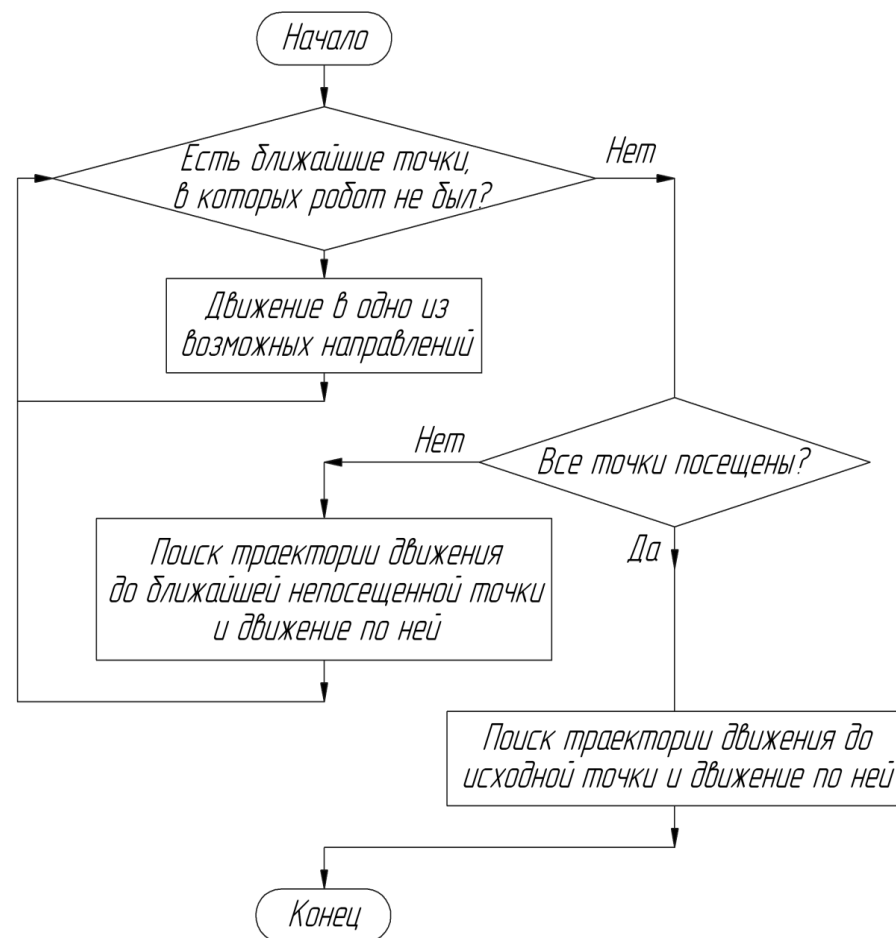 Начало
Есть ближайшие точки,
в которых робот не был?
Нет
Движение в одно из
возможных направлений
Нет
Все точки посещены?
Да
Поиск траектории движения
до ближайшей непосещенной точки
и движение по ней
Поиск траектории движения до
исходной точки и движение по ней
Конец